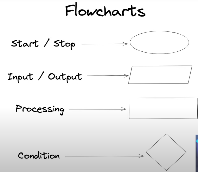 Flowcharts
Start / Stop
Input / Output
Processing
Condition